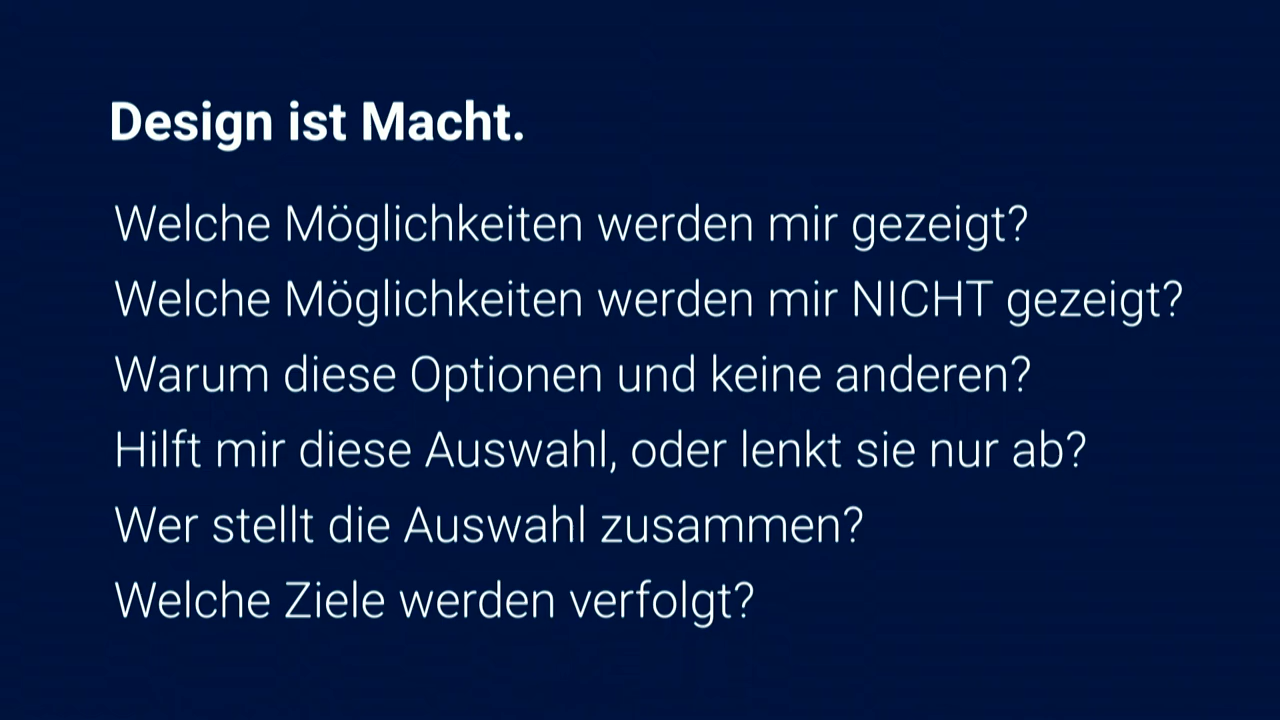 Design ist Macht.
Welche Möglichkeiten werden mir gezeigt?
Welche Möglichkeiten werden mir NICHT gezeigt?
Warum diese Optionen und keine anderen?
Hilft mir diese Auswahl, oder lenkt sie nur ab?
Wer stellt die Auswahl zusammen?
Welche Ziele werden verfolgt?